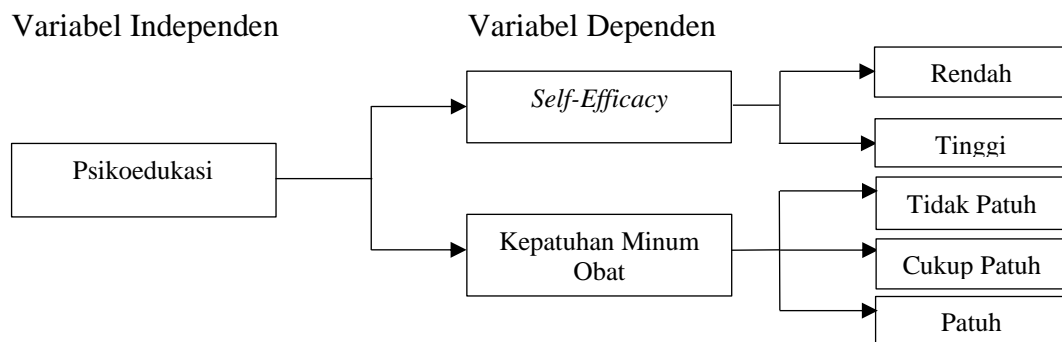 Variabel Independen
Variabel Dependen
Psikoedukasi
Self-Efficacy
Rendah
Tinggi
Kepatuhan Minum
Obat
Tidak Patuh
Cukup Patuh
Patuh